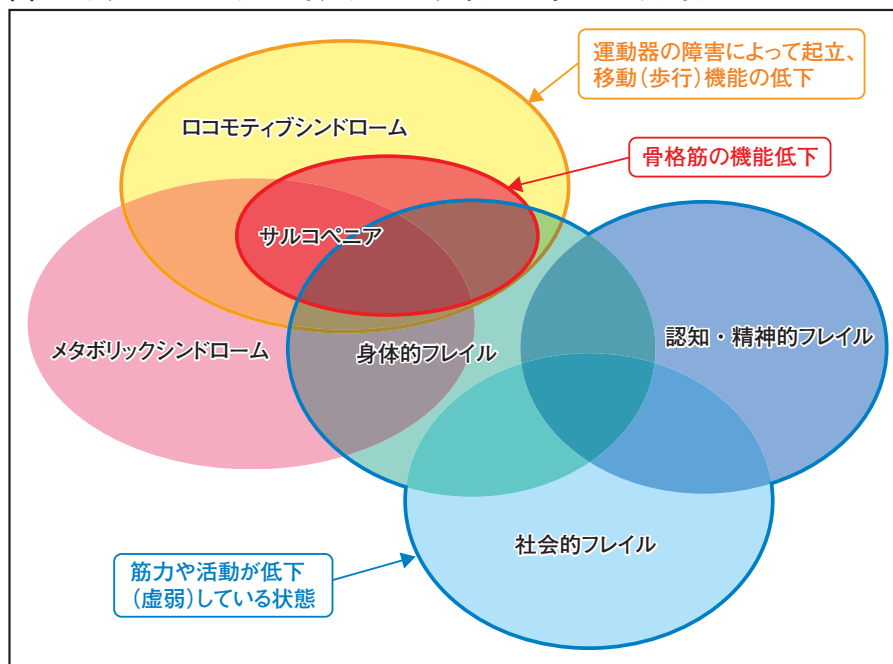 運動器の障害によって起立、
移動（歩行）機能の低下
ロコモティブシンドローム
骨格筋の機能低下
サルコペニア
メタボリックシンドローム
身体的フレイル
認知・精神的フレイル
社会的フレイル
筋力や活動が低下
（虚弱）している状態